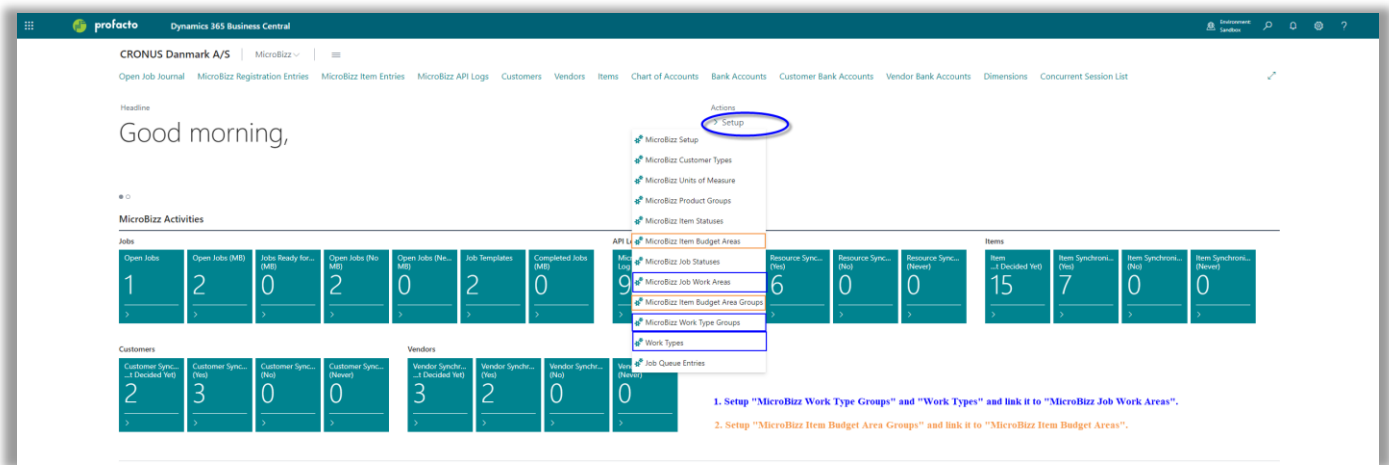 profacto Dynamics 365 Business Central Environment: Sandbox
CRONUS Danmark A/S MicroBizz
Open Job Journal MicroBizz Registration Entries MicroBizz Item Entries MicroBizz API Logs Customers Vendors Items Chart of Accounts Bank Accounts Customer Bank Accounts Vendor Bank Accounts Dimensions Concurrent Session List
Headline
Good morning,
Actions
> Setup
MicroBizz Setup
MicroBizz Customer Types
MicroBizz Units of Measure
MicroBizz Product Groups
MicroBizz Item Statuses
MicroBizz Item Budget Areas
MicroBizz Job Statuses
MicroBizz Job Work Areas
MicroBizz Item Budget Area Groups
MicroBizz Work Type Groups
Work Types
Job Queue Entries
MicroBizz Activities
Jobs
Open Jobs
1
Open Jobs (MB)
2
Jobs Ready for...
(MB)
0
Open Jobs (No
MB)
2
Open Jobs (Ne...
MB)
0
Job Templates
2
Completed Jobs
(MB)
0
9
Resource Sync...
(Yes)
6
Resource Sync...
(No)
0
Resource Sync...
(Never)
0
Items
Item
...t Decided Yet)
15
Item Synchroni...
(Yes)
7
Item Synchroni...
(No)
0
Item Synchroni...
(Never)
0
Customers
Customer Sync...
...t Decided Yet)
2
Customer Sync...
(Yes)
3
Customer Sync...
(No)
0
Customer Sync...
(Never)
0
Vendors
Vendor Synchr...
...t Decided Yet)
3
Vendor Synchr...
(Yes)
2
Vendor Synchr...
(No)
0
(Never)
0
1. Setup "MicroBizz Work Type Groups" and "Work Types" and link it to "MicroBizz Job Work Areas".
2. Setup "MicroBizz Item Budget Area Groups" and link it to "MicroBizz Item Budget Areas".